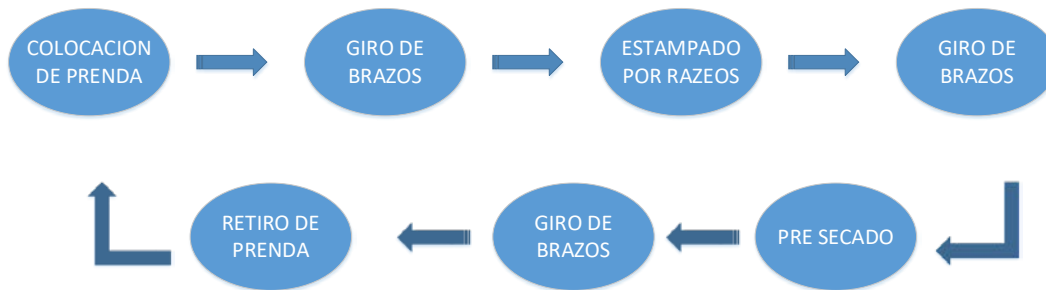 COLOCACION
DE PRENDA
GIRO DE
BRAZOS
ESTAMPADO
POR RAZEOS
GIRO DE
BRAZOS
RETIRO DE
PRENDA
GIRO DE
BRAZOS
PRE SECADO